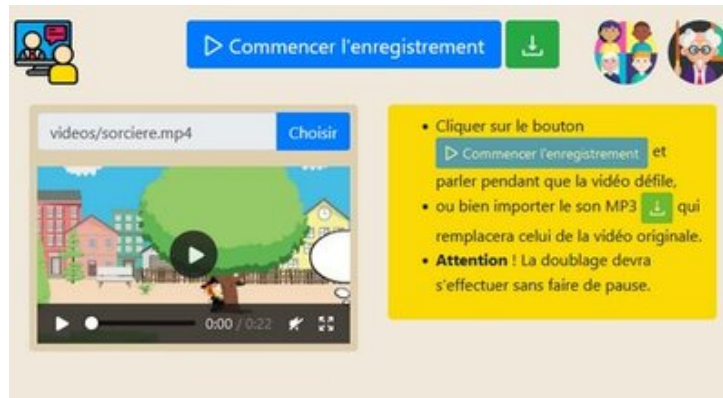 Commencer l'enregistrement
videos/sorciere.mp4
Choisir
0:00 / 0:22
Cliquer sur le bouton
Commencer l'enregistrement et
parler pendant que la vidéo défile,
ou bien importer le son MP3 qui
remplacera celui de la vidéo originale.
Attention ! La doublage devra
s'effectuer sans faire de pause.